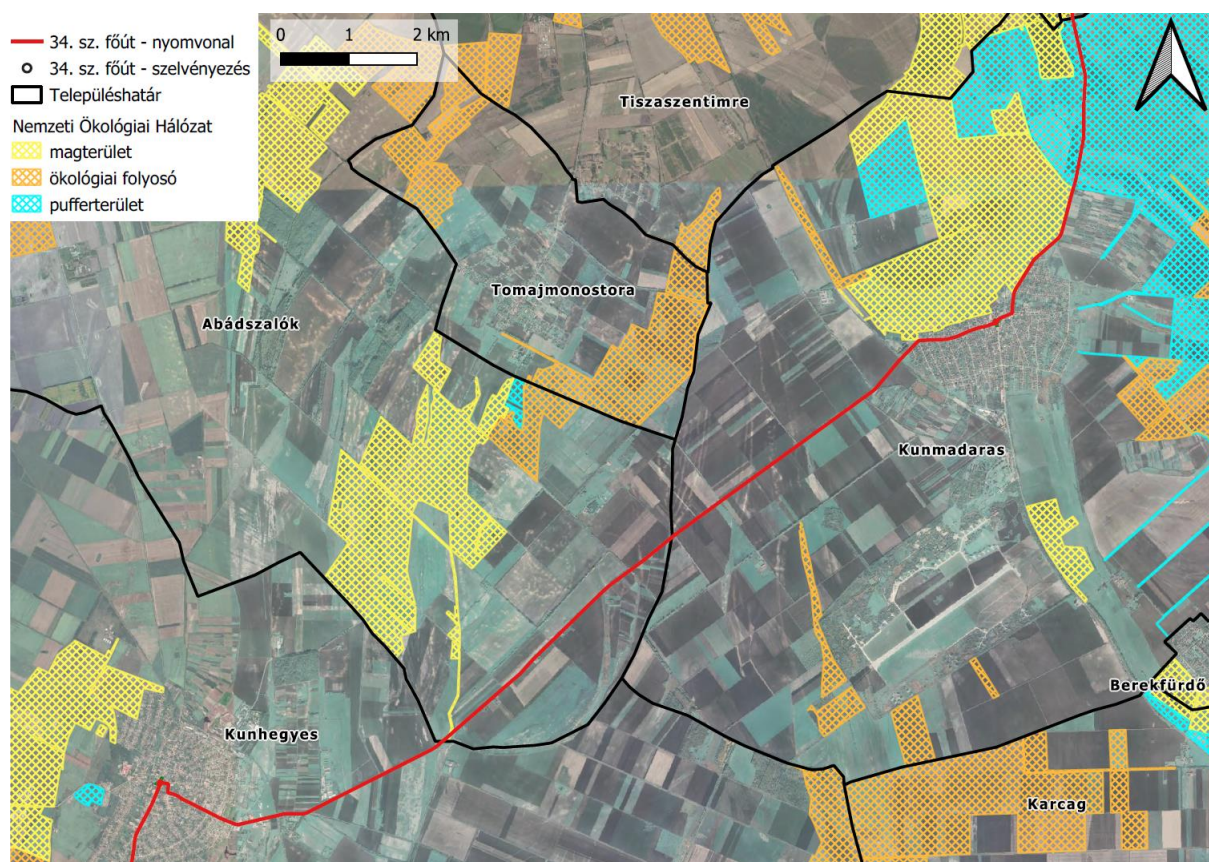 34. sz. főút - nyomvonal
34. sz. főút - szelvényezés
Településhatár
Nemzeti Ökológiai Hálózat
magterület
ökológiai folyosó
pufferterület
0 1 2 km
Tiszaszentimre
Tomajmonostora
Abádszalók
Kunmadaras
Berekfürdő
Kunhegyes
Karcag